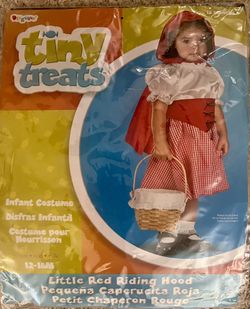 tiny
treats
Infant Costume
Disfraz Infantil
Costume pour
Nourrisson
12-18M
Little Red Riding Hood
Pequena Caperucita Roja
Petit Chaperon Rouge